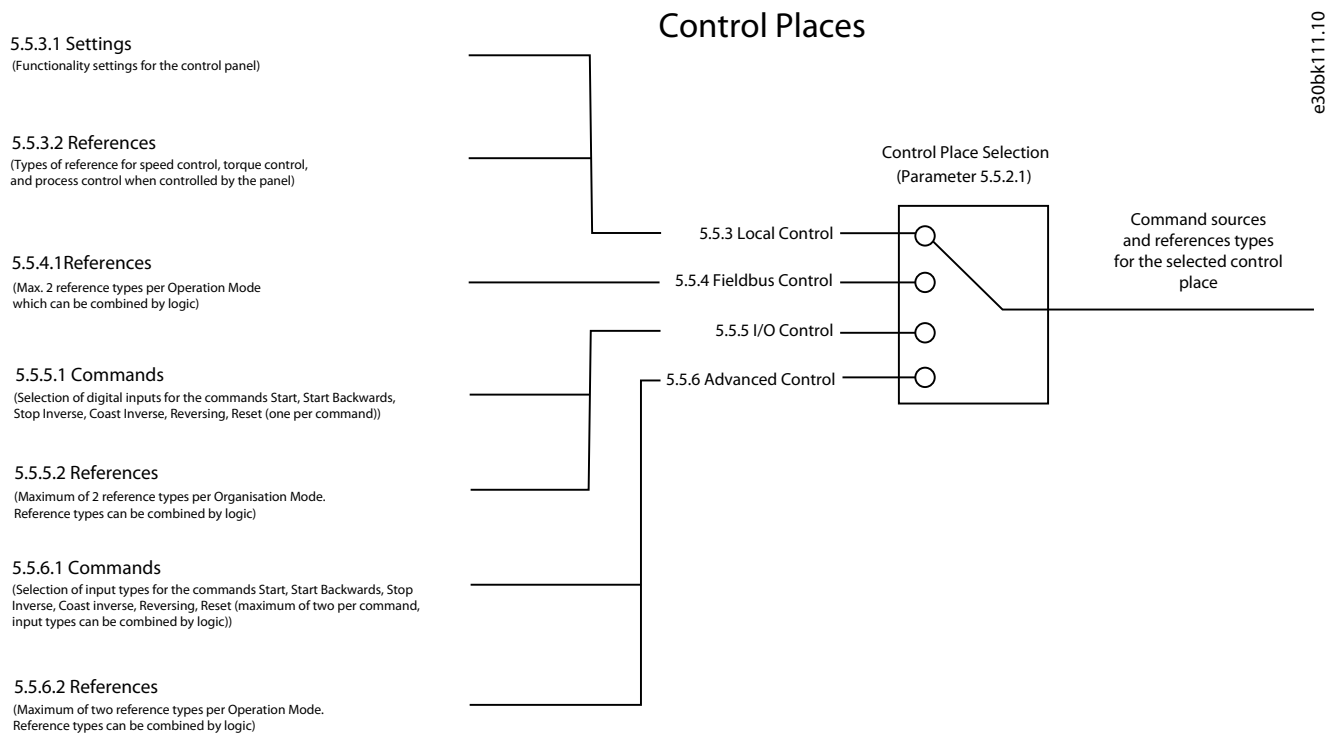 Control Places
e30bk111.10
5.5.3.1 Settings
(Functionality settings for the control panel)
5.5.3.2 References
(Types of reference for speed control, torque control,
and process control when controlled by the panel)
5.5.4.1References
(Max. 2 reference types per Operation Mode
which can be combined by logic)
5.5.5.1 Commands
(Selection of digital inputs for the commands Start, Start Backwards,
Stop Inverse, Coast Inverse, Reversing, Reset (one per command))
5.5.5.2 References
(Maximum of 2 reference types per Organisation Mode.
Reference types can be combined by logic)
5.5.6.1 Commands
(Selection of input types for the commands Start, Start Backwards, Stop
Inverse, Coast inverse, Reversing, Reset (maximum of two per command,
input types can be combined by logic))
5.5.6.2 References
(Maximum of two reference types per Operation Mode.
Reference types can be combined by logic)
5.5.3 Local Control
5.5.4 Fieldbus Control
5.5.5 I/O Control
5.5.6 Advanced Control
Control Place Selection
(Parameter 5.5.2.1)
Command sources
and references types
for the selected control
place